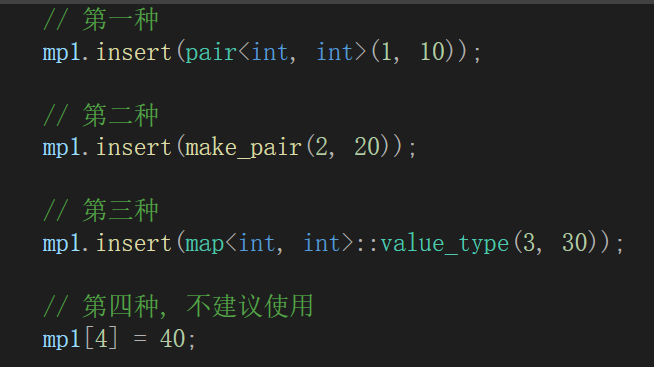 // 第一种
mp1.insert(pair<int, int>(1, 10));
// 第二种
mp1.insert(make_pair(2, 20));
// 第三种
mp1.insert(map<int, int>::value_type(3, 30));
// 第四种, 不建议使用
mp1[4] = 40;